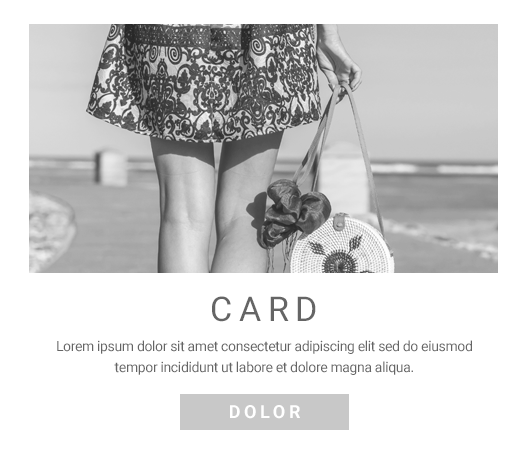 CARD
Lorem ipsum dolor sit amet consectetur adipiscing elit sed do eiusmod
tempor incididunt ut labore et dolore magna aliqua.
DOLOR